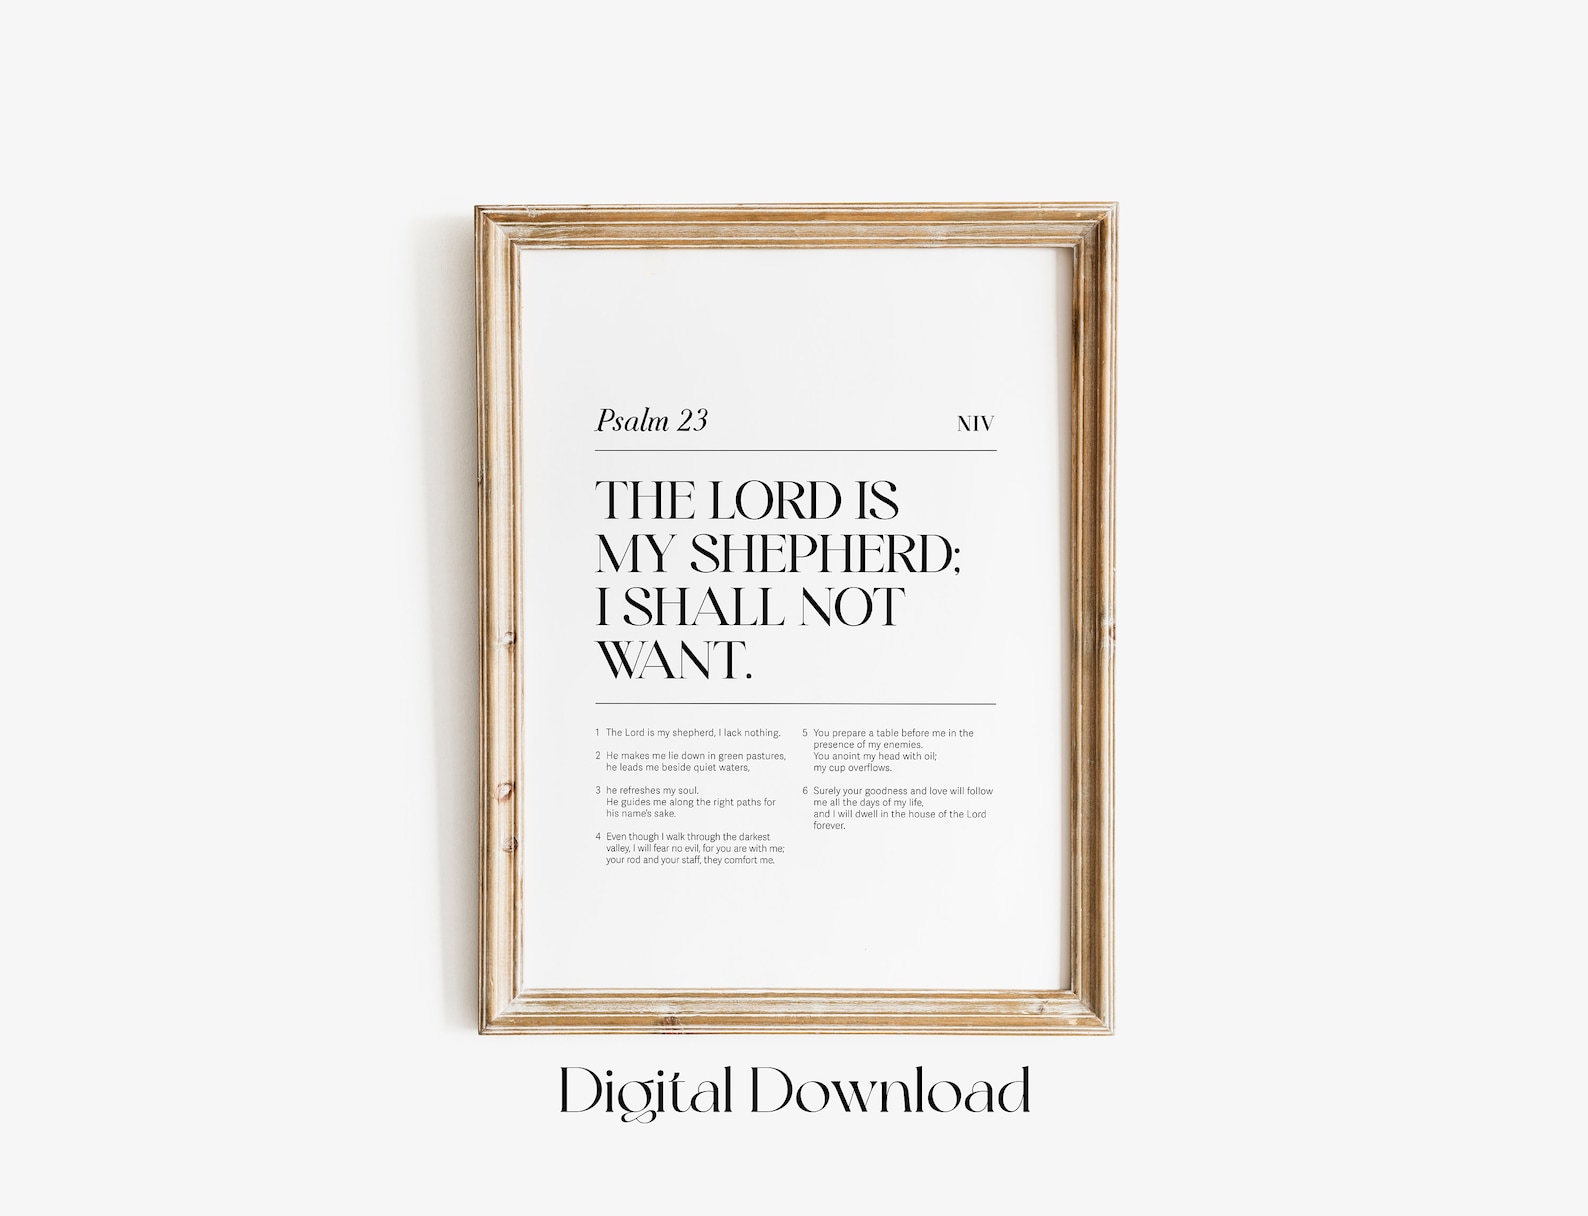 Psalm 23 NIV
THE LORD IS
MY SHEPHERD;
I SHALL NOT
WANT.
1 The Lord is my shepherd, I lack nothing.
2 He makes me lie down in green pastures,
he leads me beside quiet waters,
3 he refreshes my soul.
He guides me along the right paths for
his name's sake.
4 Even though I walk through the darkest
valley, I will fear no evil, for you are with me;
your rod and your staff, they comfort me.
5 You prepare a table before me in the
presence of my enemies.
You anoint my head with oil;
my cup overflows.
6 Surely your goodness and love will follow
me all the days of my life,
and I will dwell in the house of the Lord
forever.
Digital Download